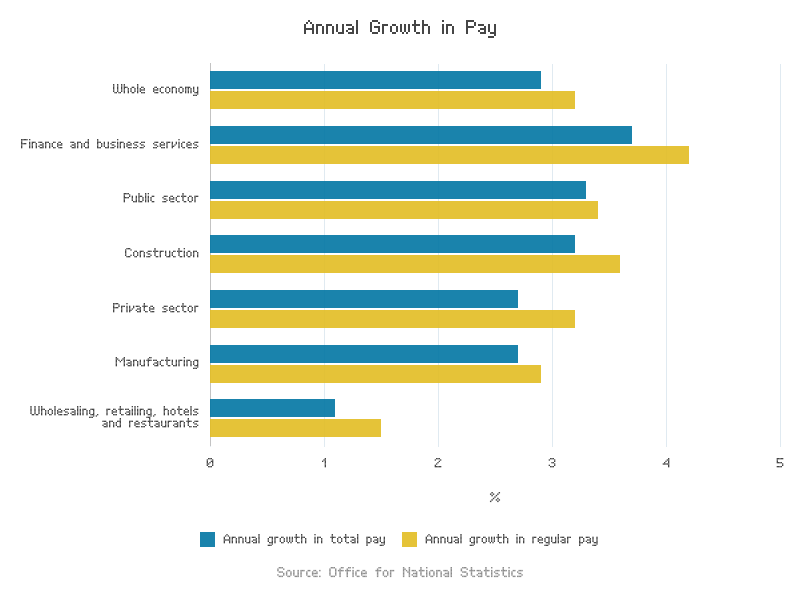 Annual Growth in Pay
Whole economy
Finance and business services
Public sector
Construction
Private sector
Manufacturing
Wholesaling, retailing, hotels
and restaurants
0 1 2 3 4 5
%
Annual growth in total pay Annual growth in regular pay
Source: Office for National Statistics